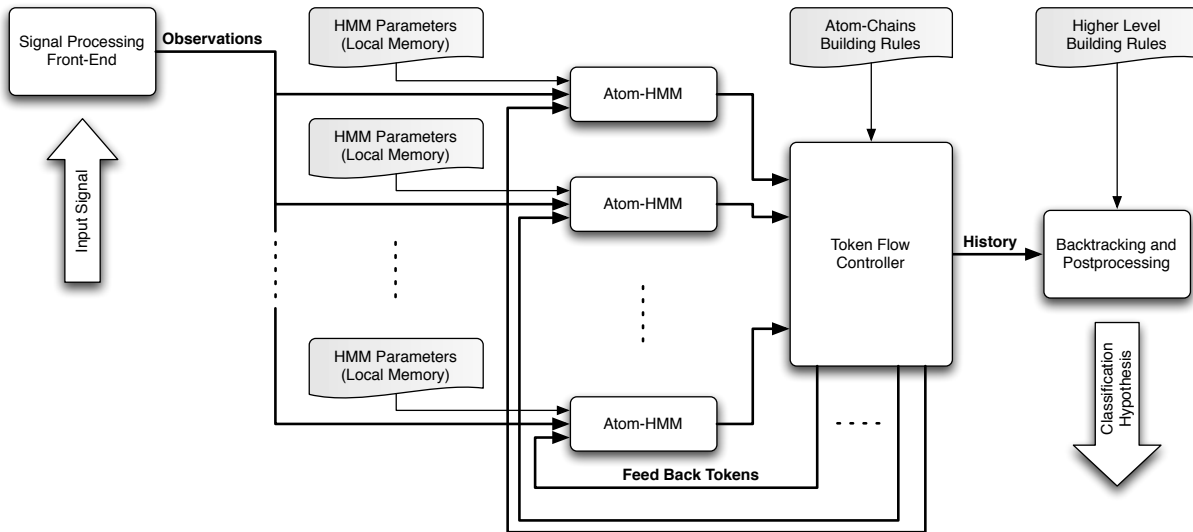 Signal Processing
Front-End
Observations
HMM Parameters
(Local Memory)
Atom-Chains
Building Rules
Higher Level
Building Rules
Atom-HMM
HMM Parameters
(Local Memory)
Atom-HMM
Input Signal
Token Flow
Controller
History
Backtracking and
Postprocessing
HMM Parameters
(Local Memory)
Atom-HMM
Classification
Hypothesis
Feed Back Tokens